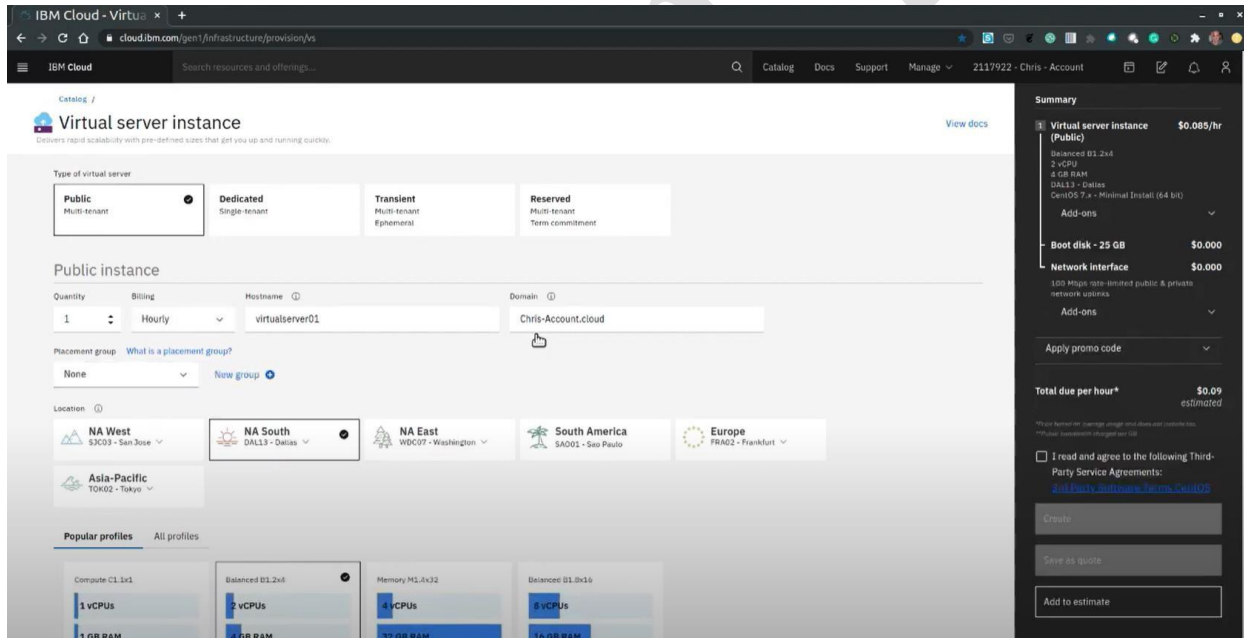 IBM Cloud - Virtua × +
cloud.ibm.com/gen1/infrastructure/provision/vs
IBM Cloud Search resources and offerings... Catalog Docs Support Manage 2117922 - Chris - Account
Catalog /
Virtual server instance
View docs
Delivers rapid scalability with pre-defined sizes that get you up and running quickly.
Type of virtual server
Public
Multi-tenant
Dedicated
Single-tenant
Transient
Multi-tenant
Ephemeral
Reserved
Multi-tenant
Term commitment
Public instance
Quantity Billing Hostname Domain
1 Hourly virtualserver01 Chris-Account.cloud
Placement group What is a placement group?
None New group
Location
NA West
SJC03 - San Jose
NA South
DAL13 - Dallas
NA East
WDC07 - Washington
South America
SAO01 - Sao Paulo
Europe
FRA02 - Frankfurt
Asia-Pacific
TOK02 - Tokyo
Popular profiles All profiles
Compute C1.1x1
1 vCPUs
1 GB RAM
Balanced B1.2x4
2 vCPUs
4 GB RAM
Memory M1.4x32
4 vCPUs
32 GB RAM
Balanced B1.8x16
8 vCPUs
16 GB RAM
Summary
1 Virtual server instance $0.085/hr
(Public)
Balanced B1.2x4
2 vCPU
4 GB RAM
DAL13 - Dallas
CentOS 7.x - Minimal Install (64 bit)
Add-ons
Boot disk - 25 GB $0.000
Network interface $0.000
100 Mbps rate-limited public & private
network uplinks
Add-ons
Apply promo code
Total due per hour* $0.09
estimated
I read and agree to the following Third-
Party Service Agreements:
3rd Party Software Terms CentOS
Create
Save as quote
Add to estimate